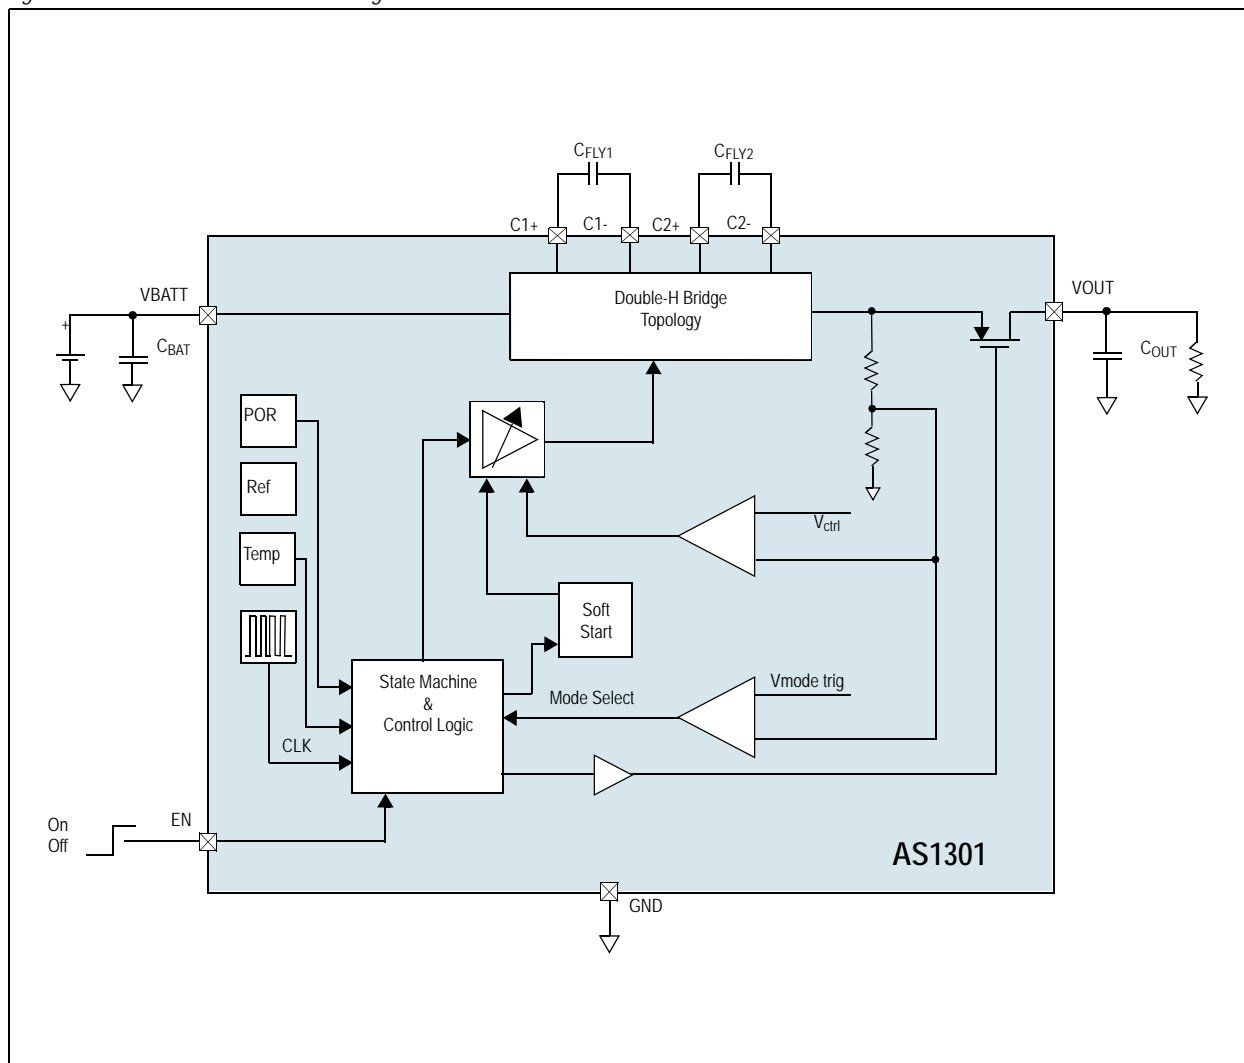 CFLY1
CFLY2
C1+
C1-
C2+
C2-
VBATT
Double-H Bridge
Topology
VOUT
+
CBAT
COUT
POR
Ref
Vctrl
Temp
Soft
Start
State Machine
&
Control Logic
Mode Select
Vmode trig
CLK
On
Off
EN
AS1301
GND